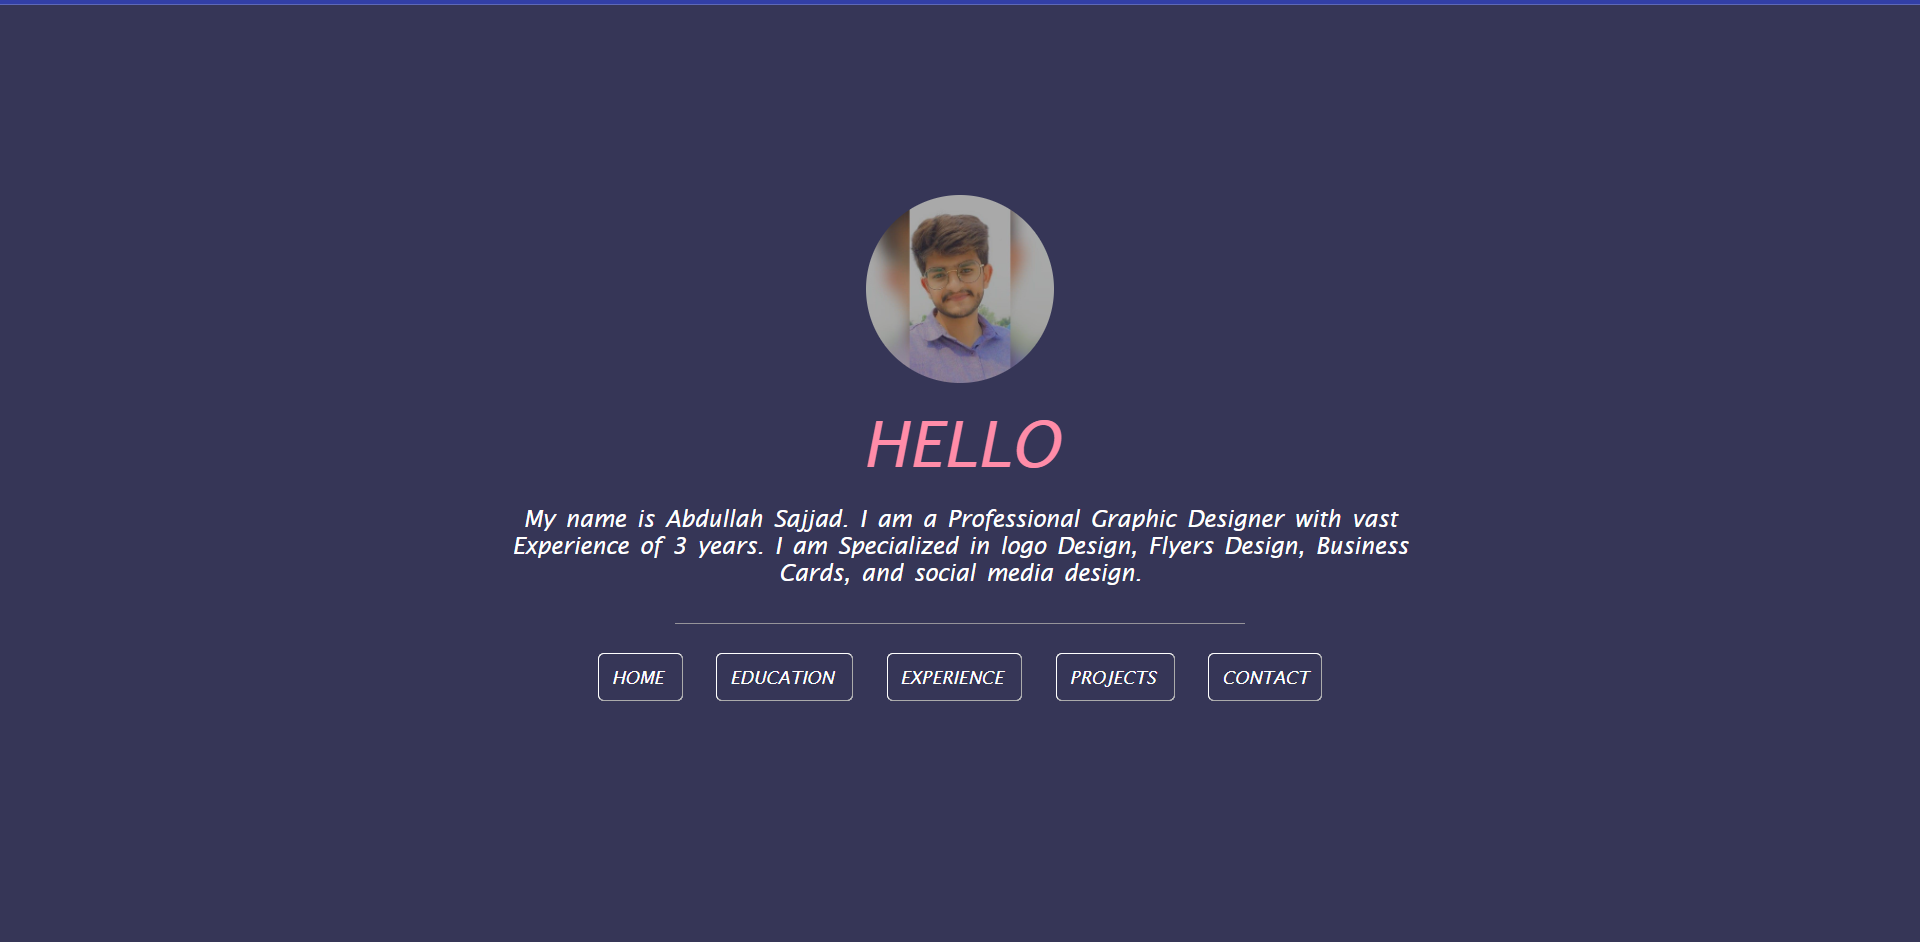 HELLO
My name is Abdullah Sajjad. I am a Professional Graphic Designer with vast
Experience of 3 years. I am Specialized in logo Design, Flyers Design, Business
Cards, and social media design.
HOME EDUCATION EXPERIENCE PROJECTS CONTACT